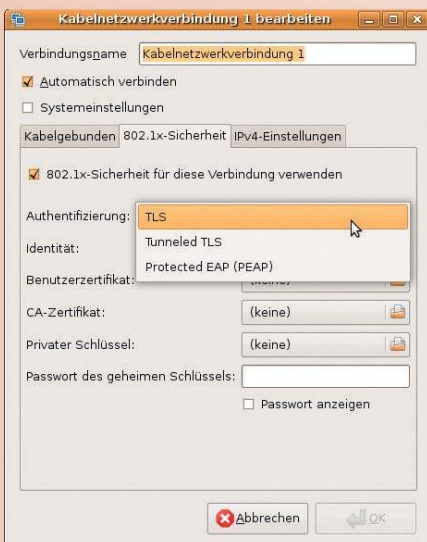 Kabelnetzwerkverbindung 1 bearbeiten
Verbindungsname Kabelnetzwerkverbindung 1
Automatisch verbinden
Systemeinstellungen
Kabelgebunden 802.1x-Sicherheit IPv4-Einstellungen
802.1x-Sicherheit für diese Verbindung verwenden
Authentifizierung: TLS
Tunneled TLS
Identität:
Protected EAP (PEAP)
Benutzerzertifikat:
CA-Zertifikat: (keine)
Privater Schlüssel: (keine)
Passwort des geheimen Schlüssels:
Passwort anzeigen
Abbrechen OK